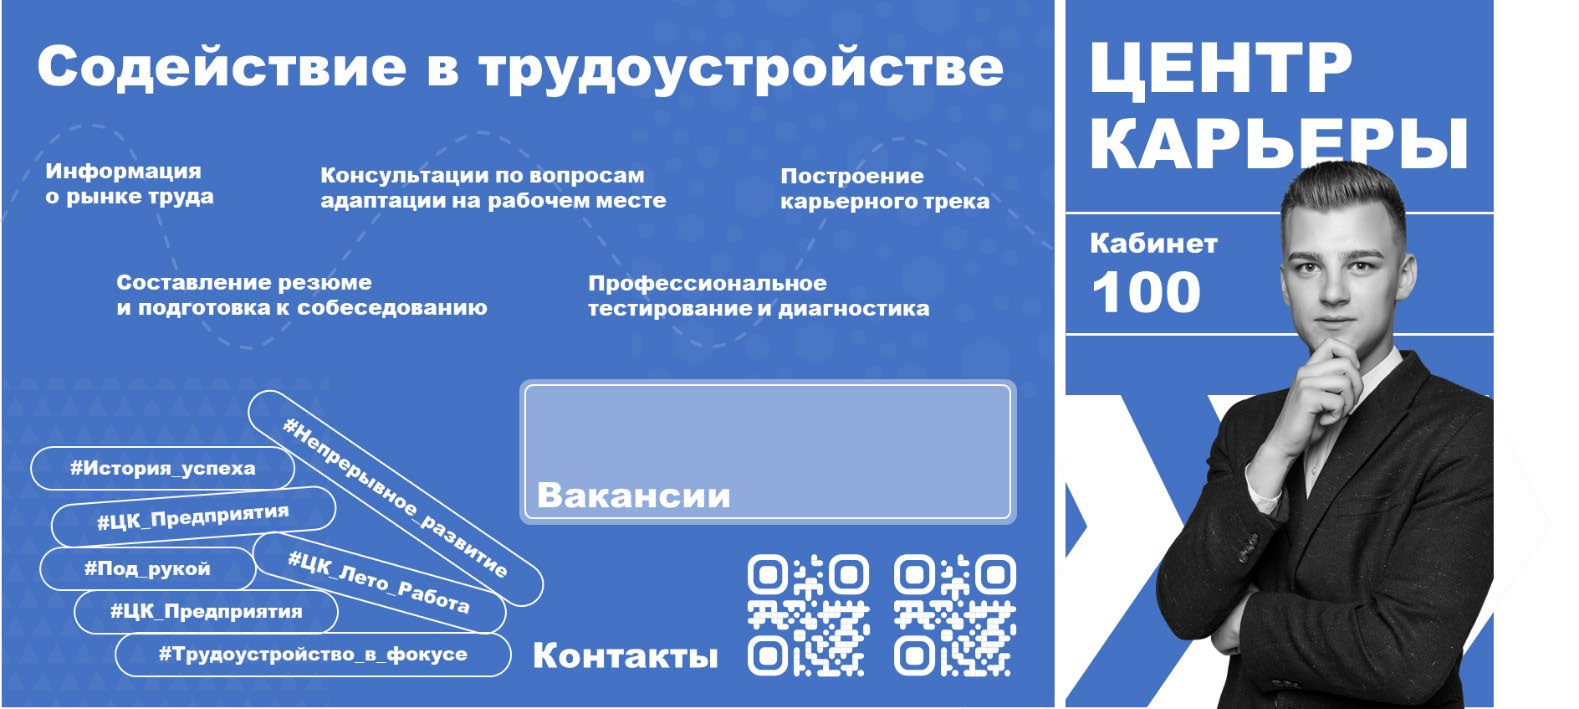 Содействие в трудоустройстве
Информация
о рынке труда
Консультации по вопросам
адаптации на рабочем месте
Построение
карьерного трека
Составление резюме
и подготовка к собеседованию
Профессиональное
тестирование и диагностика
#Непрерывное_развитие
#История_успеха
#ЦК_Предприятия
#ЦК_Лето_Работа
#Под_рукой
#ЦК_Предприятия
#Трудоустройство_в_фокусе
Вакансии
Контакты
ЦЕНТР
КАРЬЕРЫ
Кабинет
100